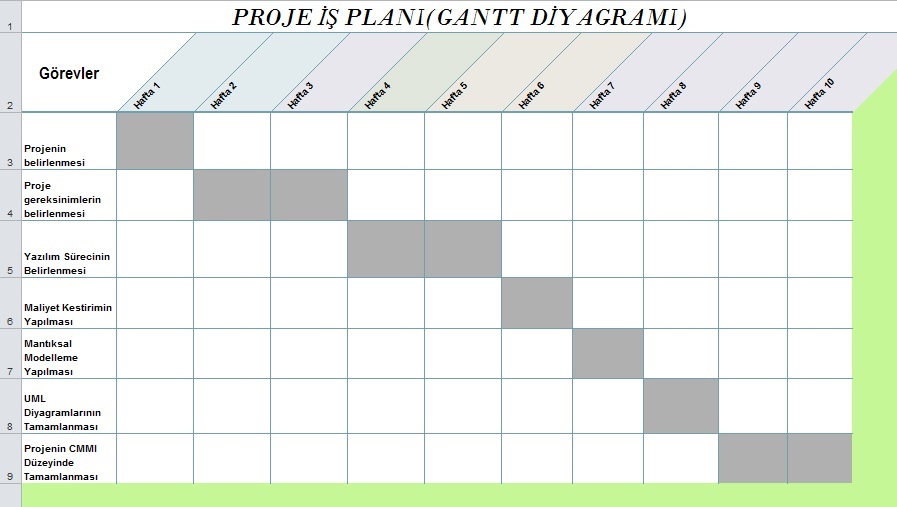 1
PROJE İŞ PLANI(GANTT DİYAGRAMI)
2
Görevler
Hafta 1
Hafta 2
Hafta 3
Hafta 4
Hafta 5
Hafta 6
Hafta 7
Hafta 8
Hafta 9
Hafta 10
3
Projenin
belirlenmesi
4
Proje
gereksinimlerin
belirlenmesi
5
Yazılım Sürecinin
Belirlenmesi
6
Maliyet Kestirimin
Yapılması
7
Mantıksal
Modelleme
Yapılması
8
UML
Diyagramlarının
Tamamlanması
9
Projenin CMMI
Düzeyinde
Tamamlanması